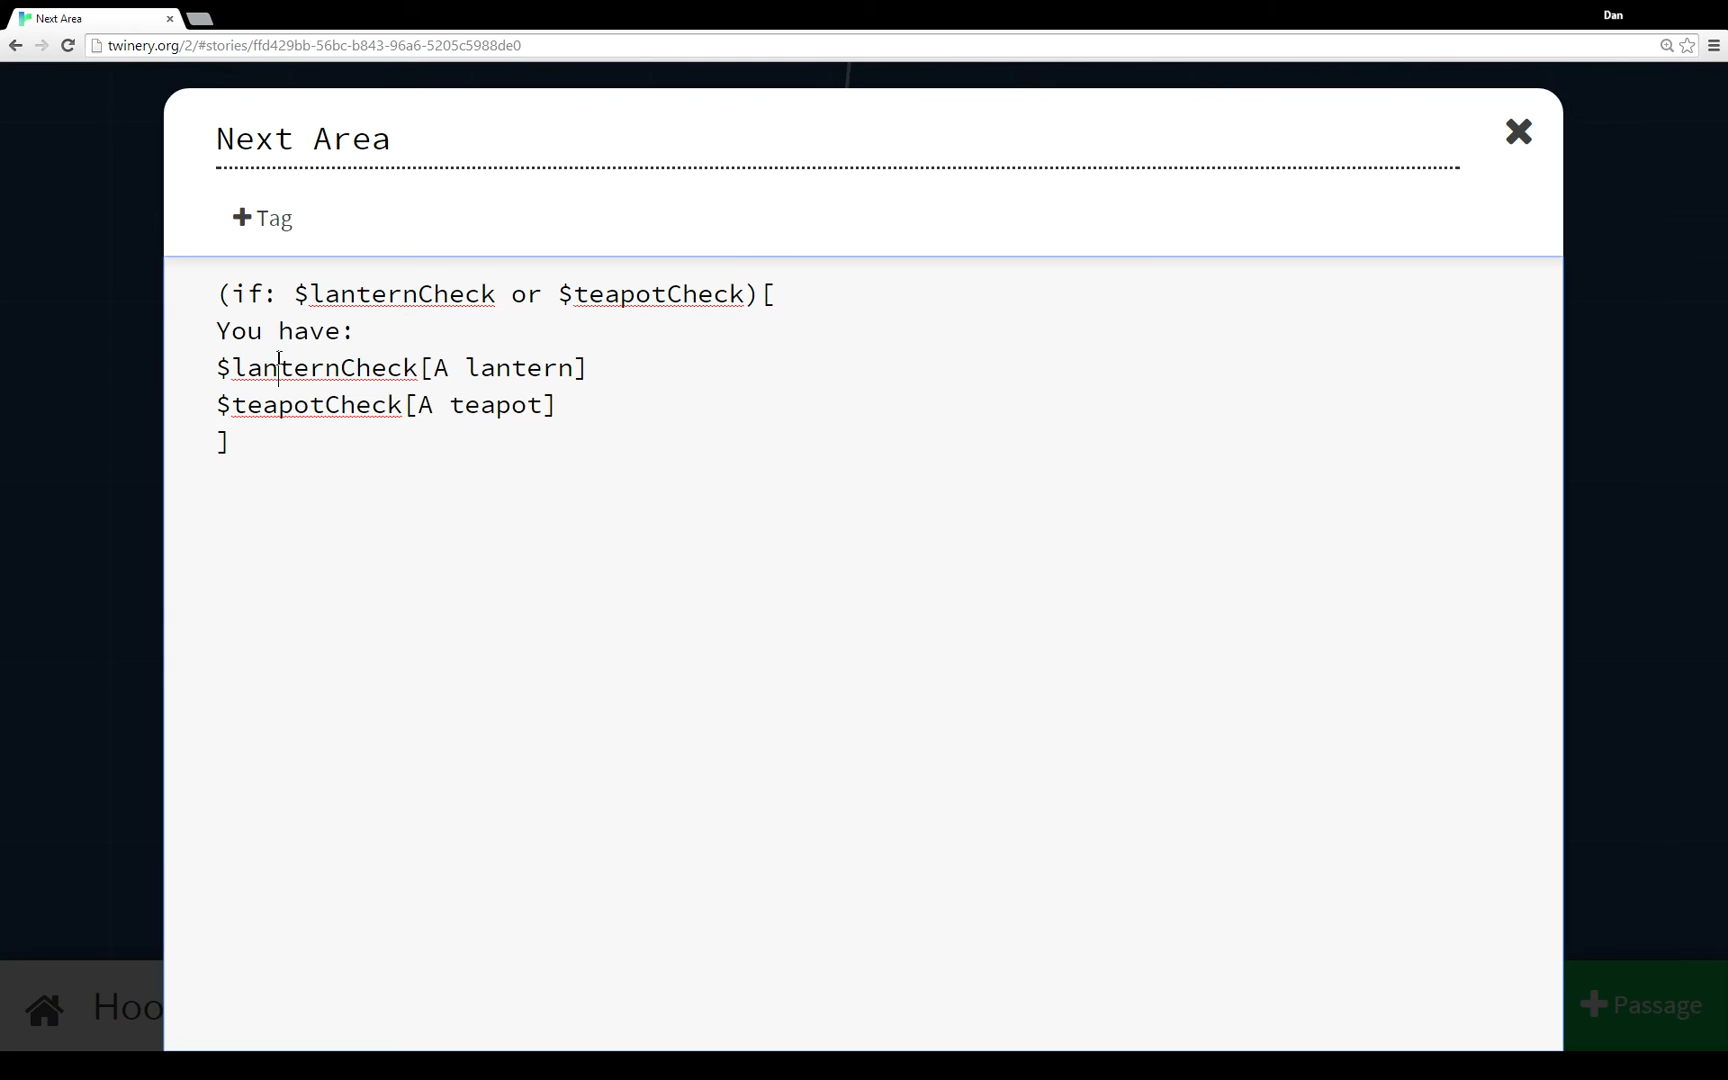 Next Area
Dan
twinery.org/2/#stories/ffd429bb-56bc-b843-96a6-5205c5988de0
Next Area
Tag
(if: $lanternCheck or $teapotCheck)[
You have:
$lanternCheck[A lantern]
$teapotCheck[A teapot]
]
Hoo
Passage